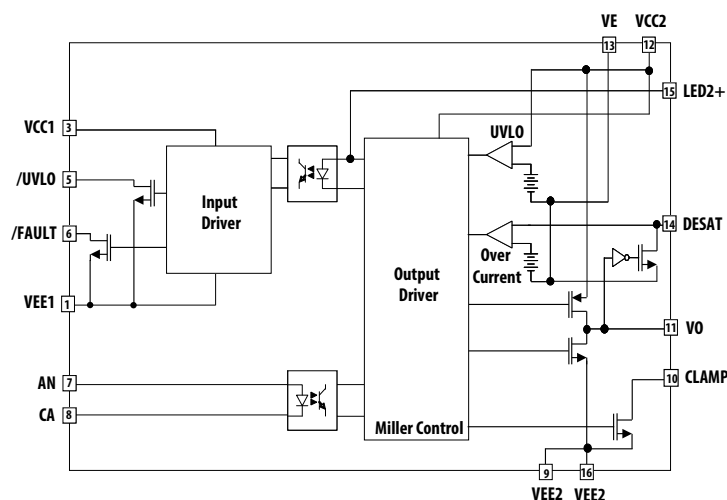 VE VCC2
13 12
15 LED2+
VCC1 3
UVLO
/UVLO 5
Input
Driver
/FAULT 6
14 DESAT
Over
Current
Output
Driver
VEE1 1
11 VO
AN 7
10 CLAMP
CA 8
Miller Control
9 16
VEE2 VEE2